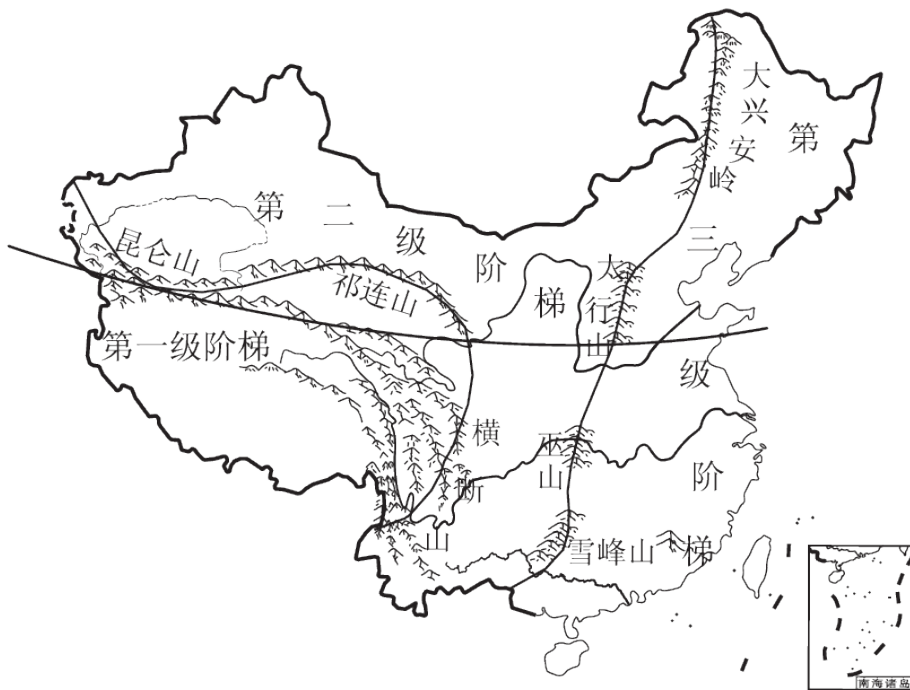 大兴安岭
第三级阶梯
第二级阶梯
昆仑山
祁连山
太行山
第一级阶梯
横断山
巫山
雪峰山
南海诸岛